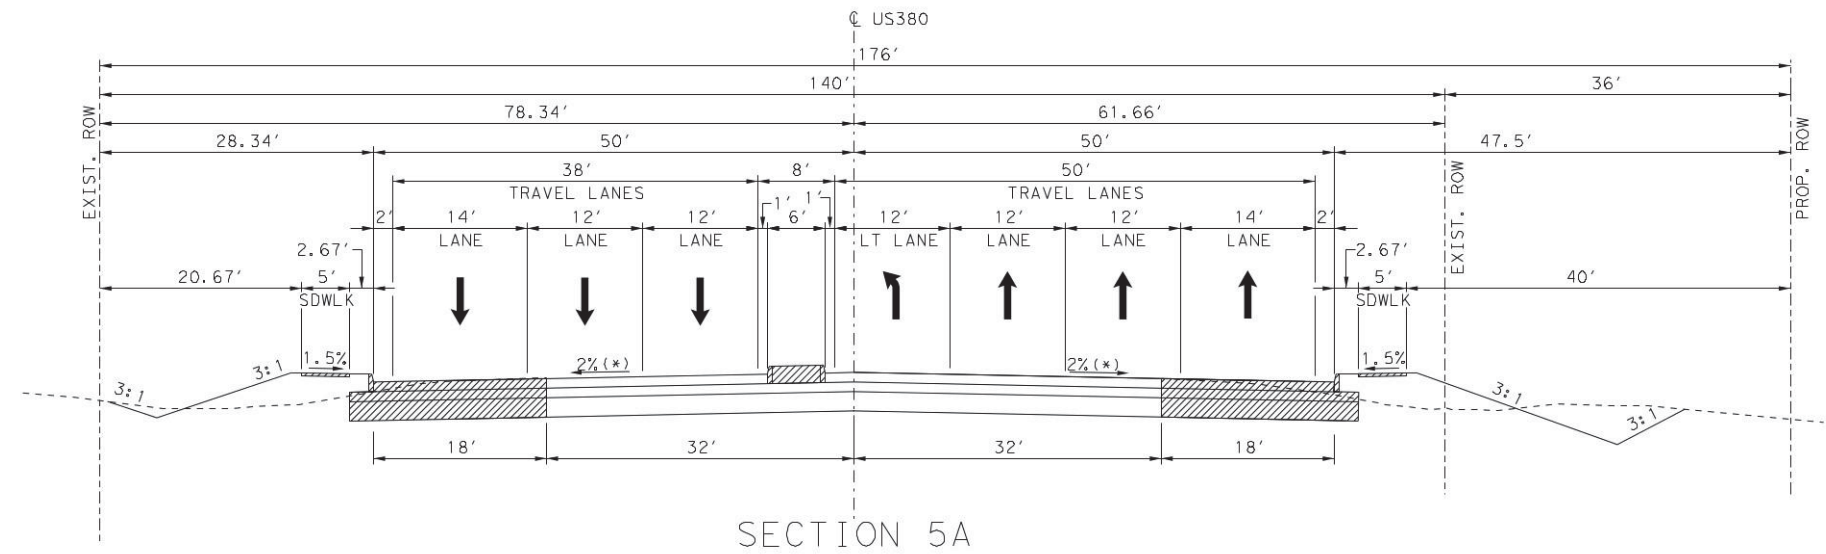 ℄ US380
176'
140' 36'
78.34' 61.66'
28.34' 50' 50' 47.5'
38' 8' 50'
TRAVEL LANES TRAVEL LANES
1' 1'
2' 14' 12' 12' 6' 12' 12' 12' 14' 2'
LANE LANE LANE LT LANE LANE LANE LANE
EXIST. ROW
EXIST. ROW
PROP. ROW
2.67' 2.67'
20.67' 5' 5' 40'
SDWLK SDWLK
1.5% 2%(*) 2%(*) 1.5%
3:1 3:1 3:1 3:1
18' 32' 32' 18'
SECTION 5A